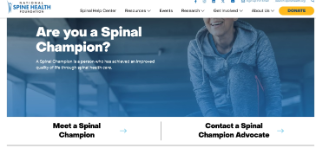 NATIONAL
SPINE HEALTH
FOUNDATION
Spinal Help Center
Resources
Events
Research
Get Involved
About Us
DONATE
Are you a Spinal
Champion?
A Spinal Champion is a person who has achieved an improved
quality of life through spinal health care.
Meet a Spinal
Champion
Contact a Spinal
Champion Advocate